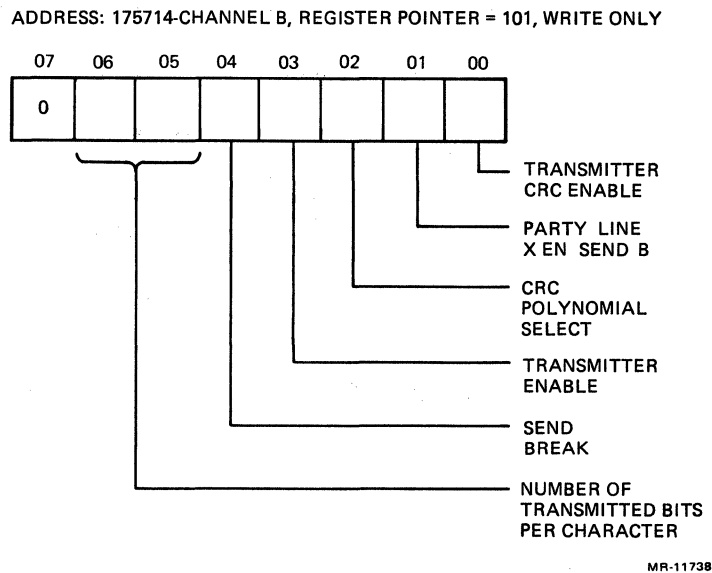 ADDRESS: 175714-CHANNEL B, REGISTER POINTER = 101, WRITE ONLY
07 06 05 04 03 02 01 00
0
TRANSMITTER
CRC ENABLE
PARTY LINE
X EN SEND B
CRC
POLYNOMIAL
SELECT
TRANSMITTER
ENABLE
SEND
BREAK
NUMBER OF
TRANSMITTED BITS
PER CHARACTER
MR-11738